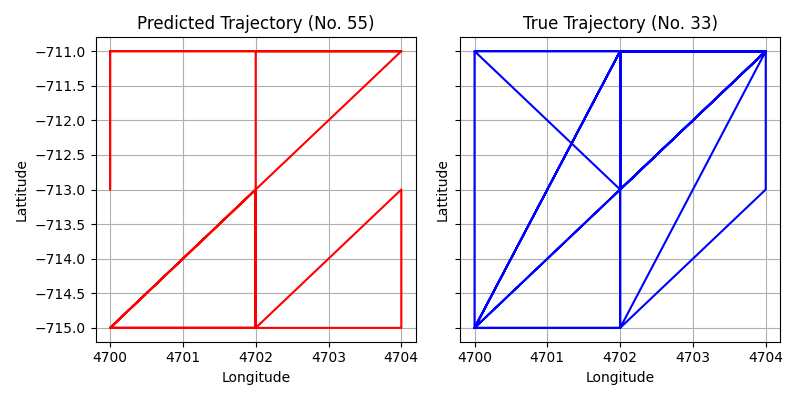 Predicted Trajectory (No. 55)
True Trajectory (No. 33)
−711.0
−711.5
−712.0
−712.5
−713.0
−713.5
−714.0
−714.5
−715.0
Lattitude
Lattitude
4700 4701 4702 4703 4704
4700 4701 4702 4703 4704
Longitude
Longitude